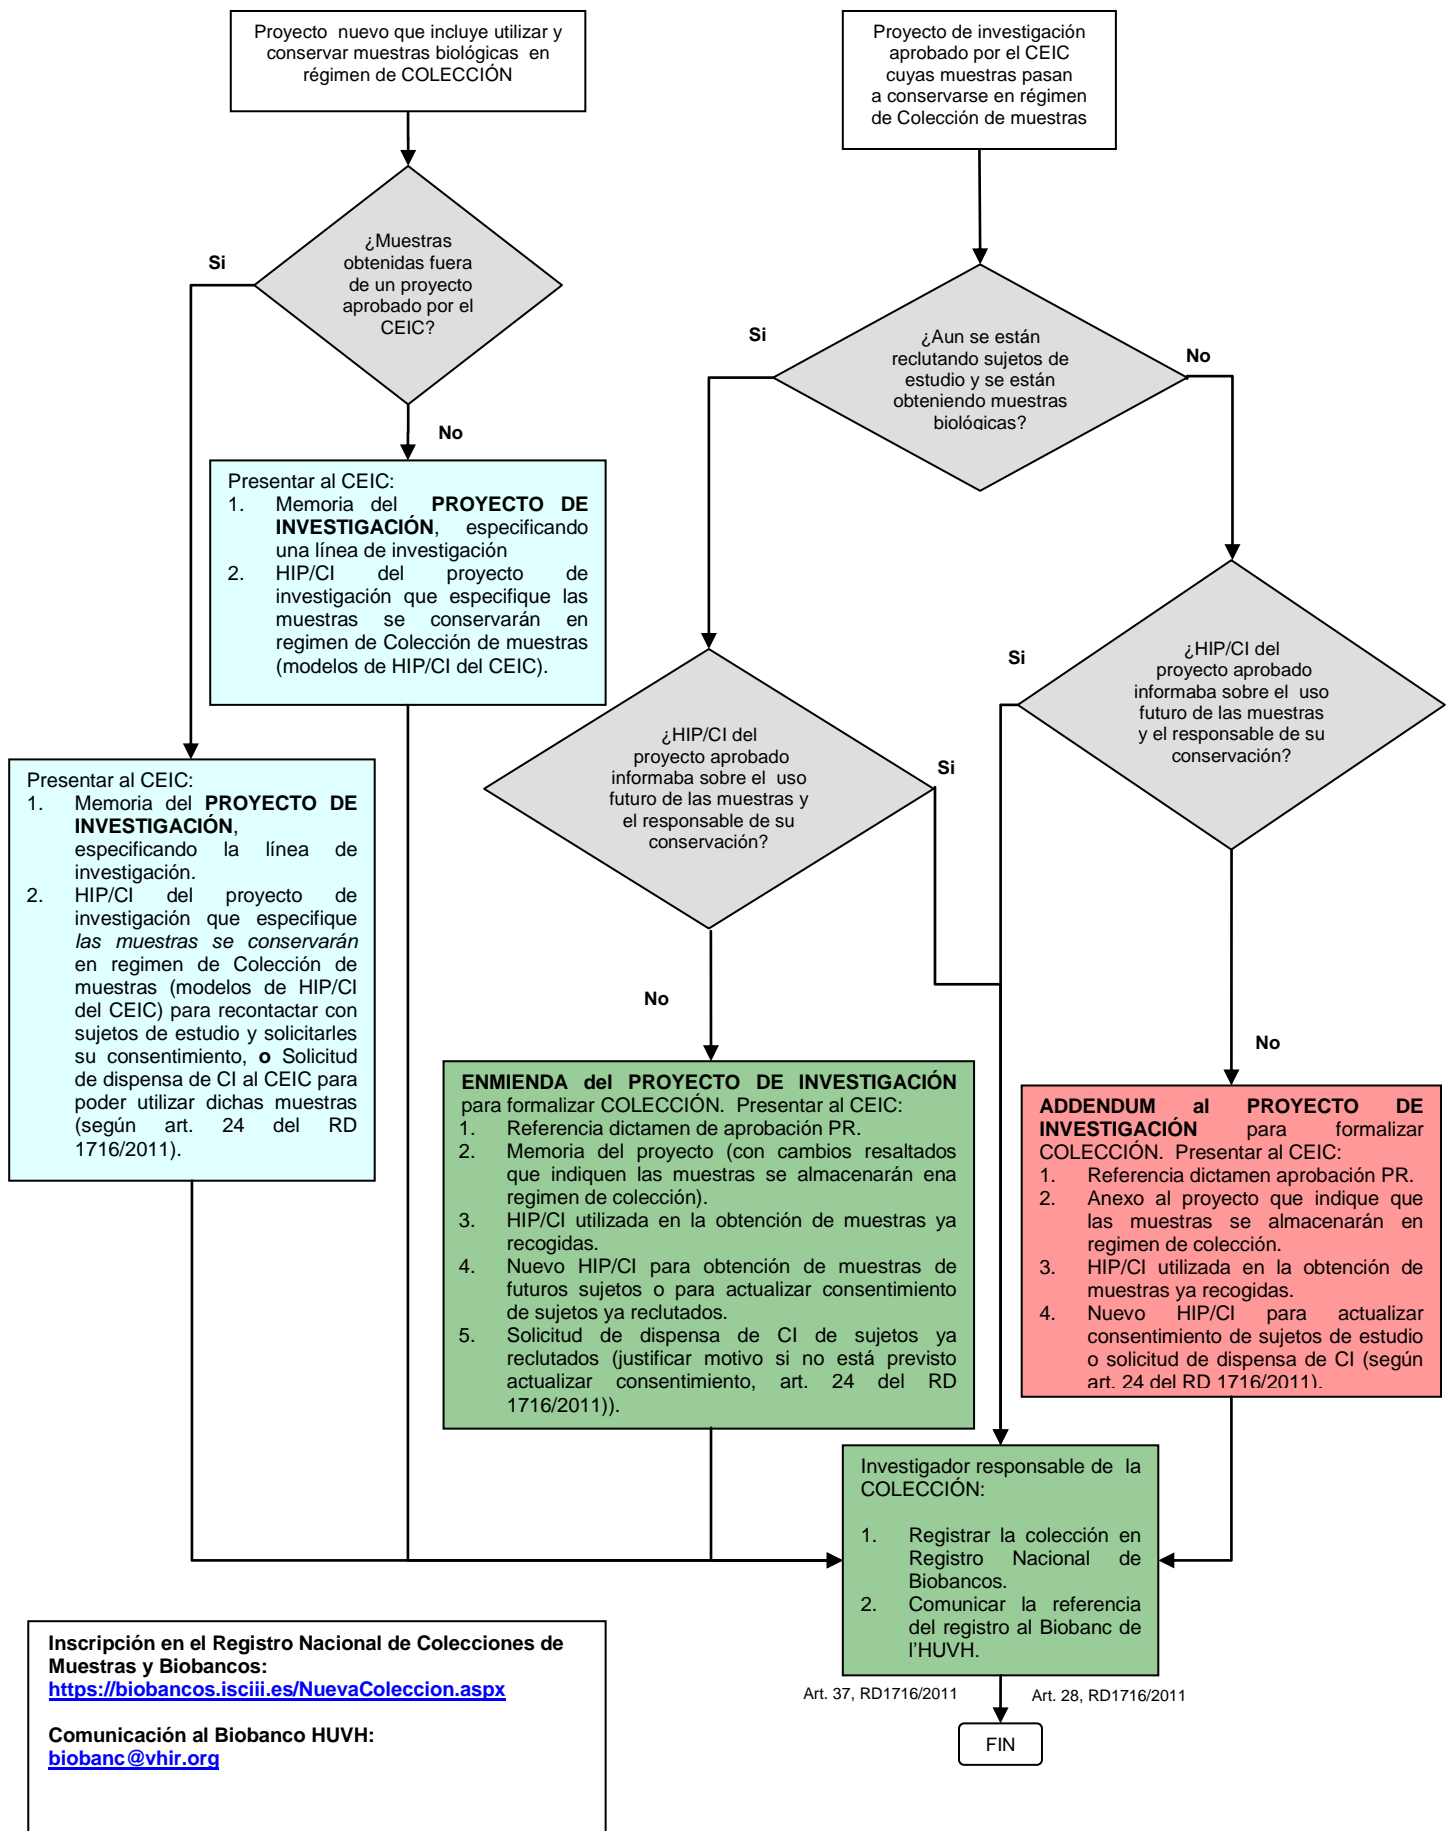 Proyecto nuevo que incluye utilizar y
conservar muestras biológicas en
régimen de COLECCIÓN
Proyecto de investigación
aprobado por el CEIC
cuyas muestras pasan
a conservarse en régimen
de Colección de muestras
¿Muestras
obtenidas fuera
de un proyecto
aprobado por el
CEIC?
Si
No
¿Aun se están
reclutando sujetos de
estudio y se están
obteniendo muestras
biológicas?
Si
No
Presentar al CEIC:
1. Memoria del PROYECTO DE
INVESTIGACIÓN, especificando
una línea de investigación
2. HIP/CI del proyecto de
investigación que especifique las
muestras se conservarán en
regimen de Colección de muestras
(modelos de HIP/CI del CEIC).
¿HIP/CI del
proyecto aprobado
informaba sobre el uso
futuro de las muestras
y el responsable de su
conservación?
Si
No
¿HIP/CI del
proyecto aprobado
informaba sobre el uso
futuro de las muestras y
el responsable de su
conservación?
Si
No
Presentar al CEIC:
1. Memoria del PROYECTO DE
INVESTIGACIÓN,
especificando la línea de
investigación.
2. HIP/CI del proyecto de
investigación que especifique
las muestras se conservarán
en regimen de Colección de
muestras (modelos de HIP/CI
del CEIC) para recontactar con
sujetos de estudio y solicitarles
su consentimiento, o Solicitud
de dispensa de CI al CEIC para
poder utilizar dichas muestras
(según art. 24 del RD
1716/2011).
ENMIENDA del PROYECTO DE INVESTIGACIÓN
para formalizar COLECCIÓN. Presentar al CEIC:
1. Referencia dictamen de aprobación PR.
2. Memoria del proyecto (con cambios resaltados
que indiquen las muestras se almacenarán ena
regimen de colección).
3. HIP/CI utilizada en la obtención de muestras ya
recogidas.
4. Nuevo HIP/CI para obtención de muestras de
futuros sujetos o para actualizar consentimiento
de sujetos ya reclutados.
5. Solicitud de dispensa de CI de sujetos ya
reclutados (justificar motivo si no está previsto
actualizar consentimiento, art. 24 del RD
1716/2011)).
ADDENDUM al PROYECTO DE
INVESTIGACIÓN para formalizar
COLECCIÓN. Presentar al CEIC:
1. Referencia dictamen aprobación PR.
2. Anexo al proyecto que indique que
las muestras se almacenarán en
regimen de colección.
3. HIP/CI utilizada en la obtención de
muestras ya recogidas.
4. Nuevo HIP/CI para actualizar
consentimiento de sujetos de estudio
o solicitud de dispensa de CI (según
art. 24 del RD 1716/2011).
Investigador responsable de la
COLECCIÓN:
1. Registrar la colección en
Registro Nacional de
Biobancos.
2. Comunicar la referencia
del registro al Biobanc de
l'HUVH.
Art. 37, RD1716/2011
Art. 28, RD1716/2011
FIN
Inscripción en el Registro Nacional de Colecciones de
Muestras y Biobancos:
https://biobancos.isciii.es/NuevaColeccion.aspx
Comunicación al Biobanco HUVH:
biobanc@vhir.org